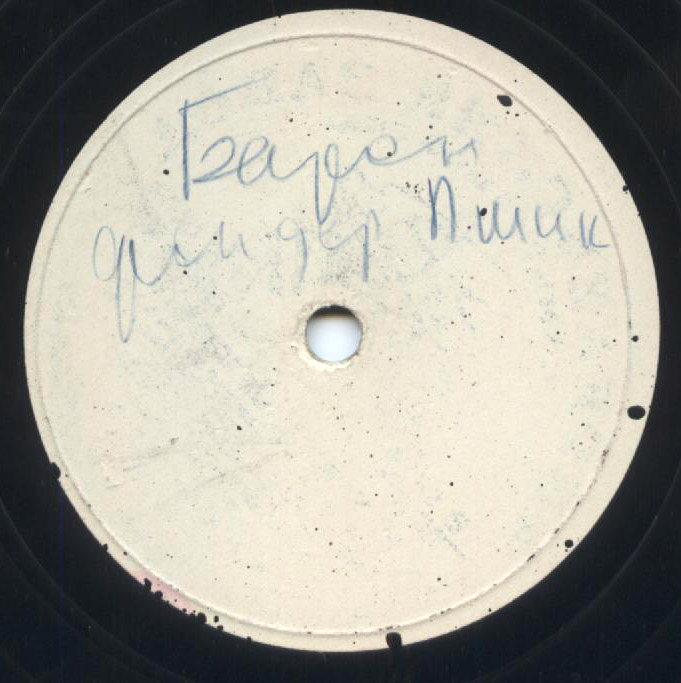 Барон
фон дер Пшик